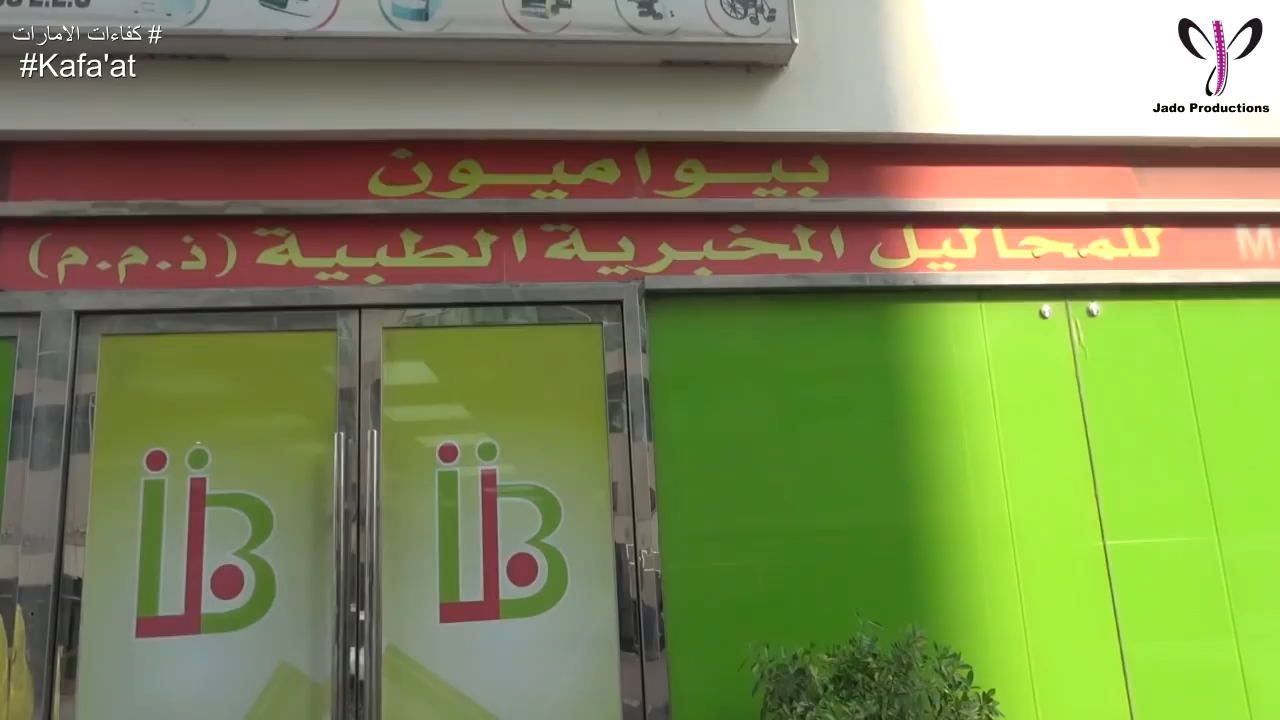 # كفاءات الامارات
#Kafa'at
Jado Productions
بيواميون
للمحاليل المخبرية الطبية (ذ.م.م)
M
B
B